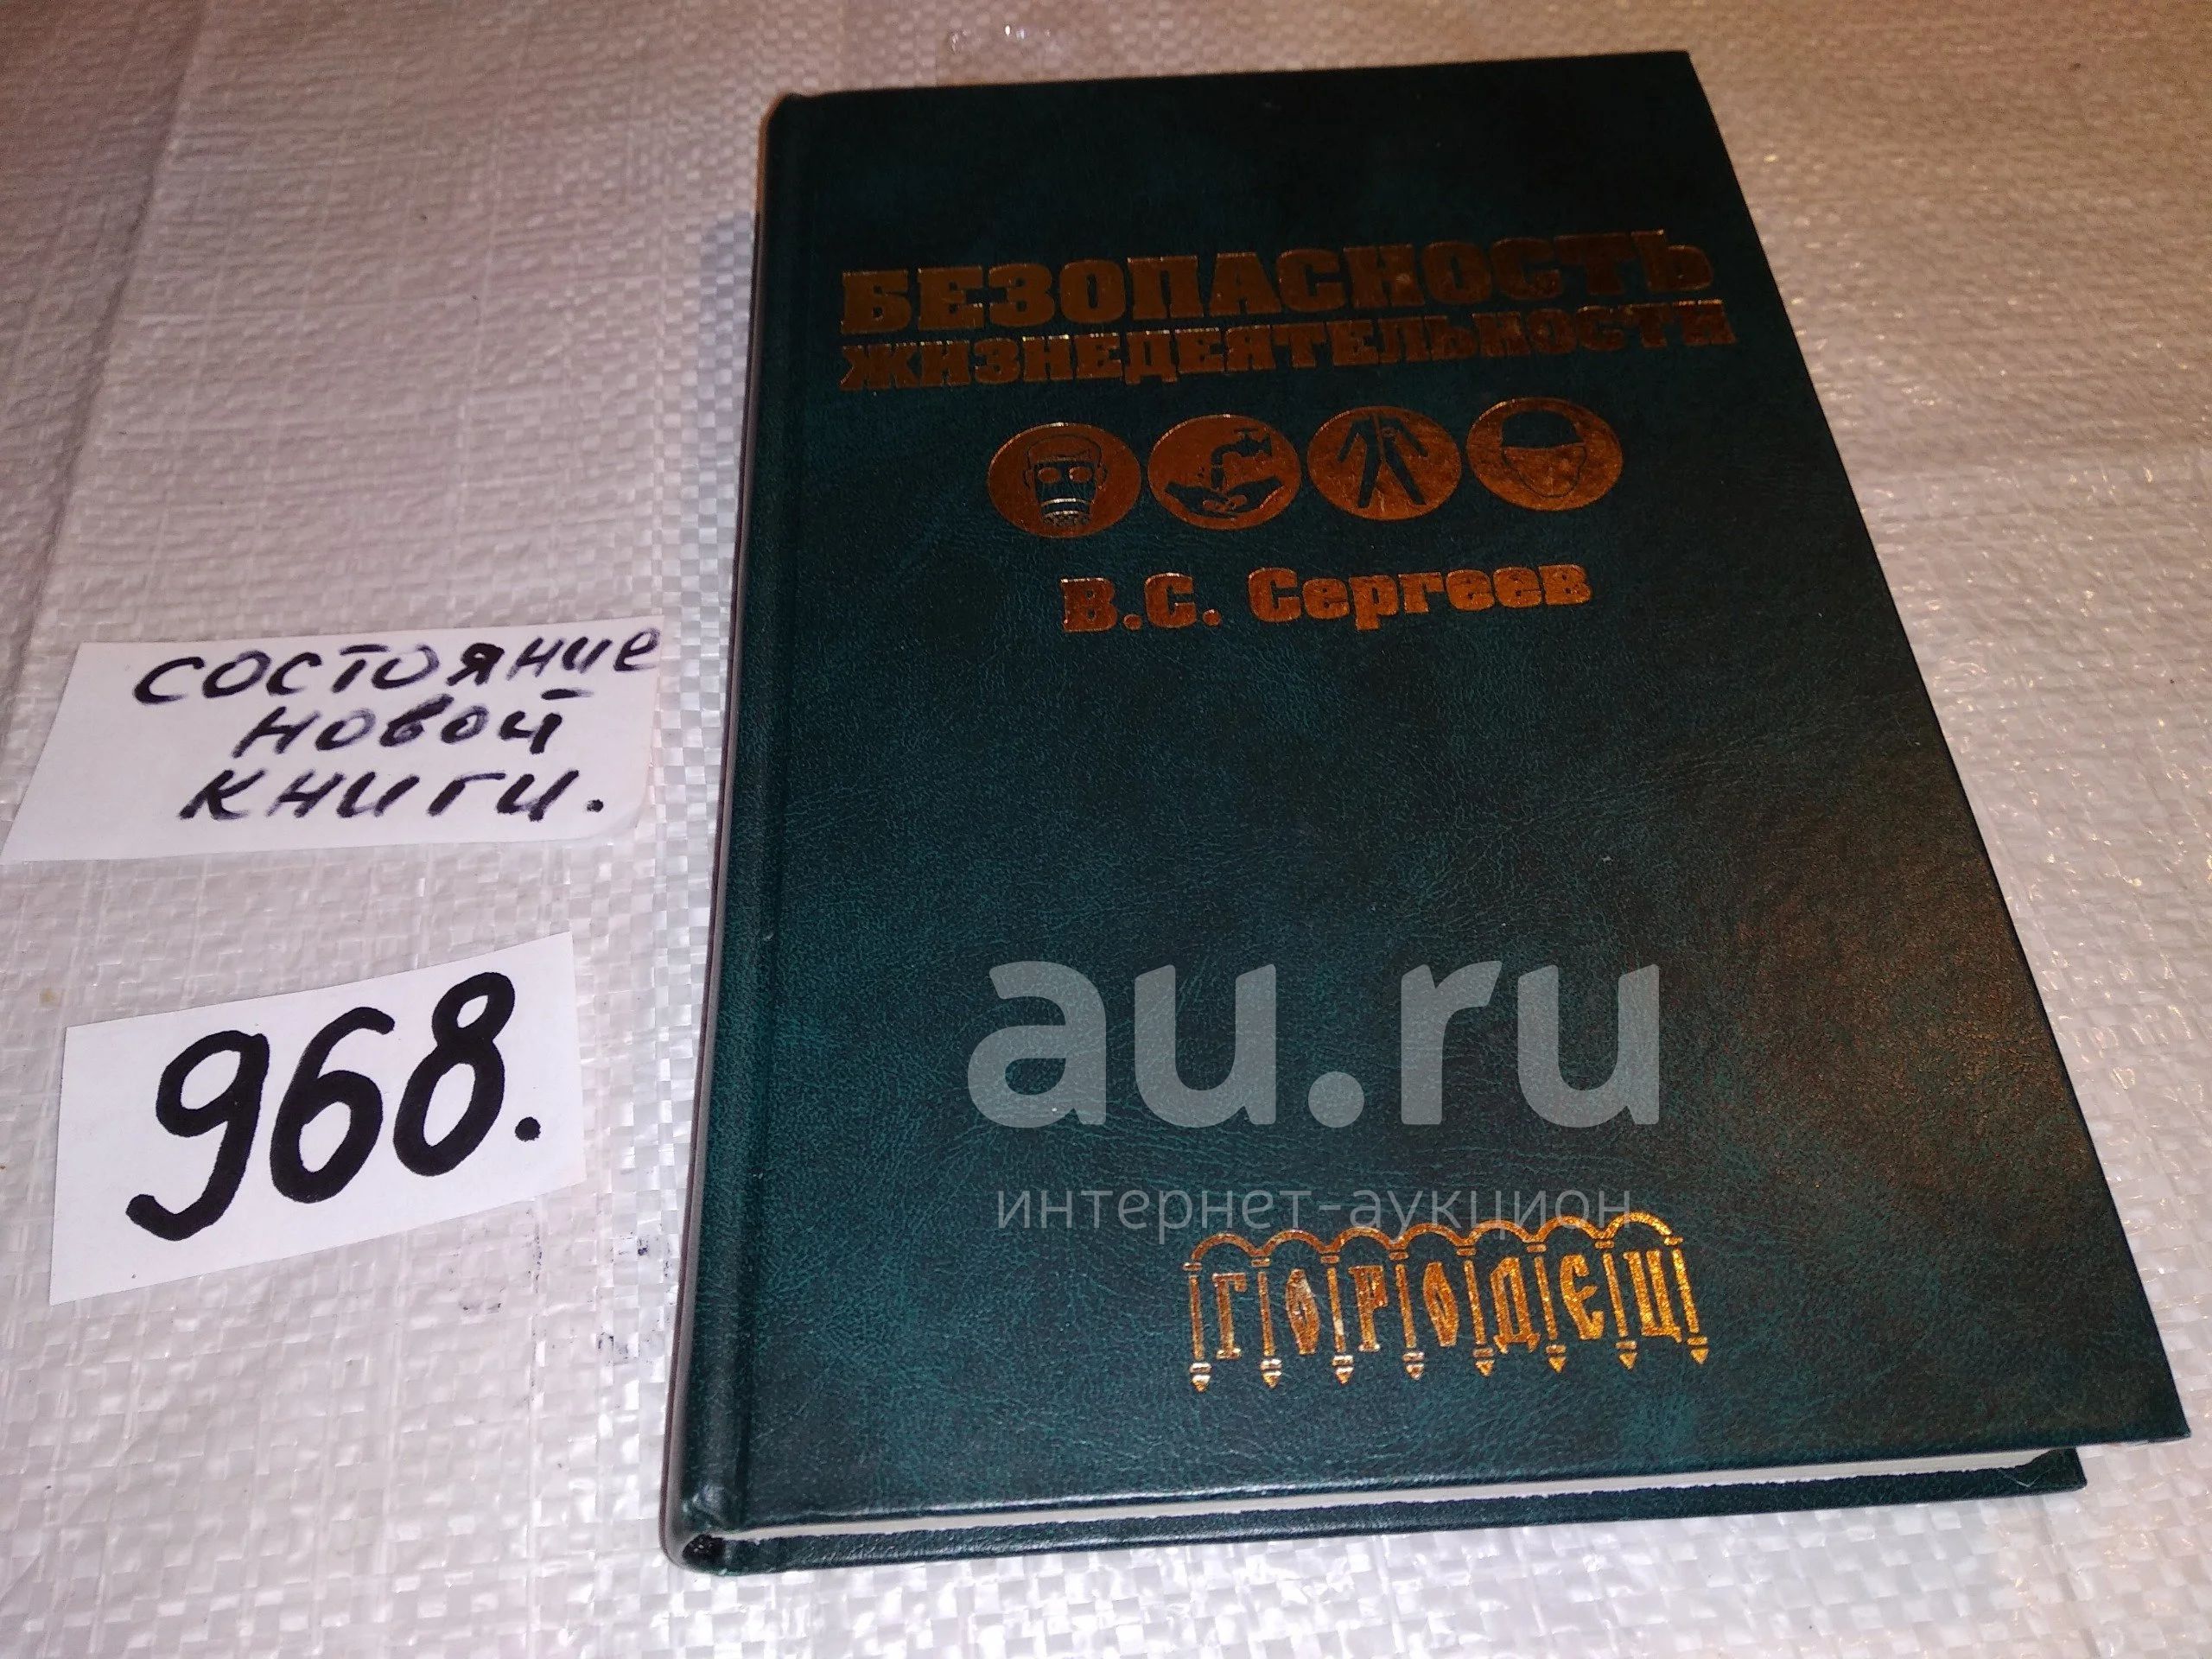 БЕЗОПАСНОСТЬ
ЖИЗНЕДЕЯТЕЛЬНОСТИ
В.С. Сергеев
состояние
новой
книги.
968.
au.ru
интернет-аукцион
ГОРОДЕЦ